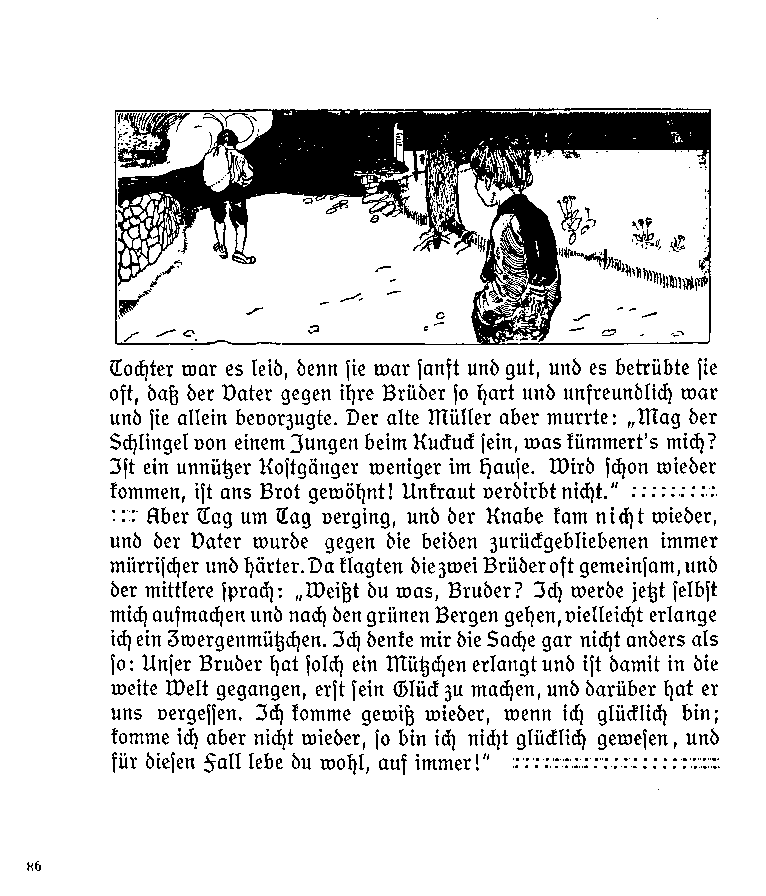 Tochter war es leid, denn sie war sanft und gut, und es betrübte sie
oft, daß der Vater gegen ihre Brüder so hart und unfreundlich war
und sie allein bevorzugte. Der alte Müller aber murrte: „Mag der
Schlingel von einem Jungen beim Kuckuck sein, was kümmert's mich?
Ist ein unnützer Kostgänger weniger im Hause. Wird schon wieder
kommen, ist ans Brot gewöhnt! Unkraut verdirbt nicht.“ :::::::::
::: Aber Tag um Tag verging, und der Knabe kam nicht wieder,
und der Vater wurde gegen die beiden zurückgebliebenen immer
mürrischer und härter. Da klagten die zwei Brüder oft gemeinsam, und
der mittlere sprach: „Weißt du was, Bruder? Ich werde jetzt selbst
mich aufmachen und nach den grünen Bergen gehen, vielleicht erlange
ich ein Zwergenmützchen. Ich denke mir die Sache gar nicht anders als
so: Unser Bruder hat solch ein Mützchen erlangt und ist damit in die
weite Welt gegangen, erst sein Glück zu machen, und darüber hat er
uns vergessen. Ich komme gewiß wieder, wenn ich glücklich bin;
komme ich aber nicht wieder, so bin ich nicht glücklich gewesen, und
für diesen Fall lebe du wohl, auf immer!“ :::::::::::::::::::::
86